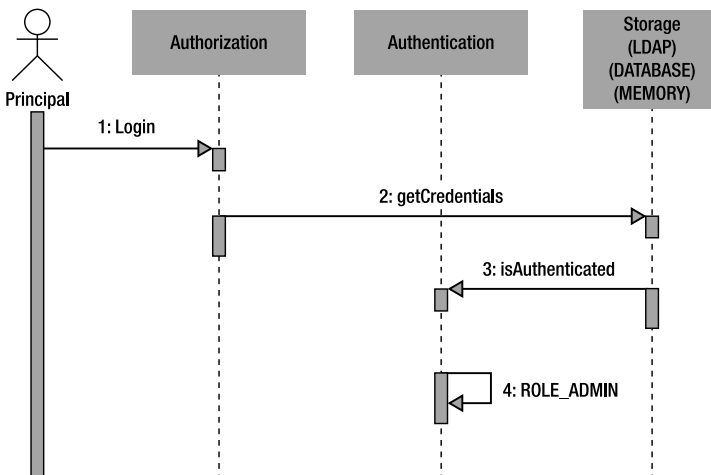 Principal
Authorization
Authentication
Storage
(LDAP)
(DATABASE)
(MEMORY)
1: Login
2: getCredentials
3: isAuthenticated
4: ROLE_ADMIN